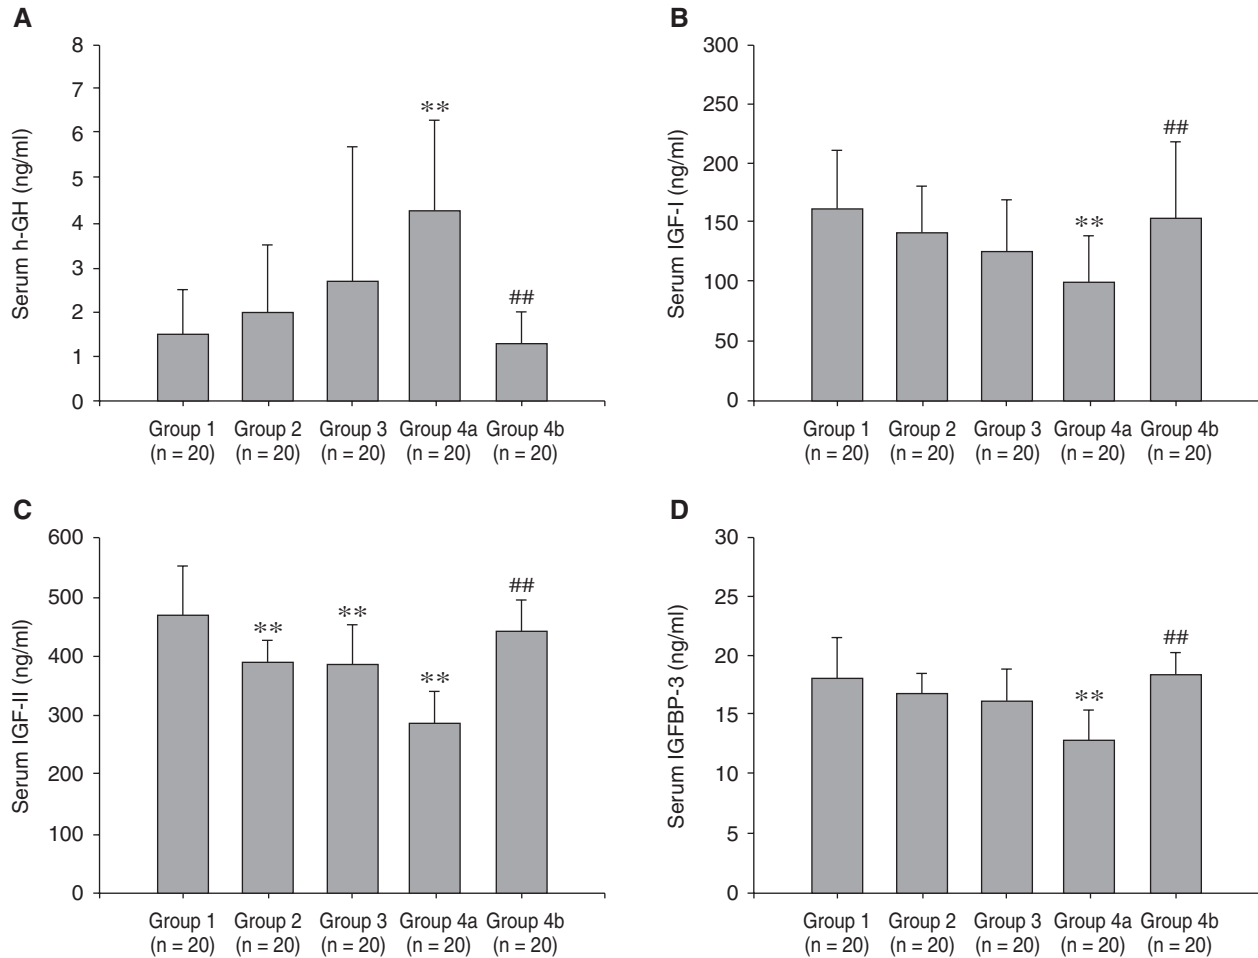 A
Serum h-GH (ng/ml)
8
7
6
5
4
3
2
1
0
**
##
Group 1 Group 2 Group 3 Group 4a Group 4b
(n = 20) (n = 20) (n = 20) (n = 20) (n = 20)
B
Serum IGF-I (ng/ml)
300
250
200
150
100
50
0
**
##
Group 1 Group 2 Group 3 Group 4a Group 4b
(n = 20) (n = 20) (n = 20) (n = 20) (n = 20)
C
Serum IGF-II (ng/ml)
600
500
400
300
200
100
0
**
**
**
##
Group 1 Group 2 Group 3 Group 4a Group 4b
(n = 20) (n = 20) (n = 20) (n = 20) (n = 20)
D
Serum IGFBP-3 (ng/ml)
30
25
20
15
10
5
0
**
##
Group 1 Group 2 Group 3 Group 4a Group 4b
(n = 20) (n = 20) (n = 20) (n = 20) (n = 20)